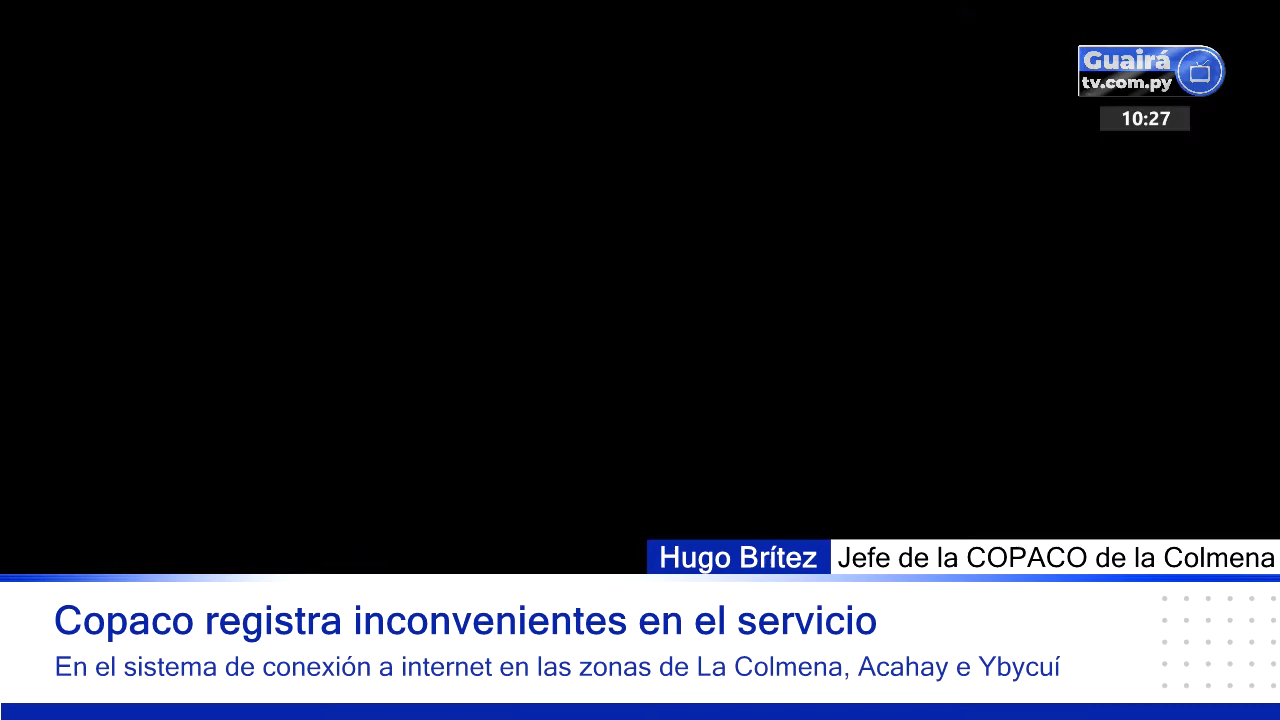 Guairá
tv.com.py
10:27
Hugo Brítez Jefe de la COPACO de la Colmena
Copaco registra inconvenientes en el servicio
En el sistema de conexión a internet en las zonas de La Colmena, Acahay e Ybycuí